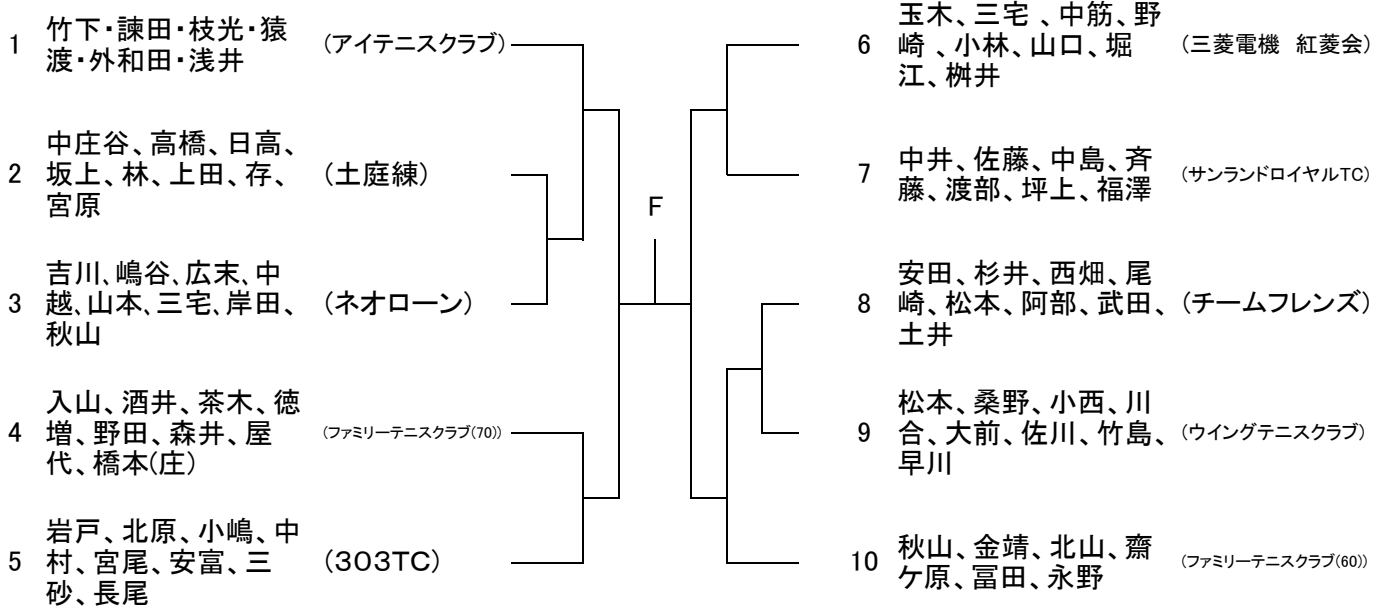 1 竹下・諫田・枝光・猿
渡・外和田・浅井 (アイテニスクラブ)
2 中庄谷、高橋、日高、
坂上、林、上田、存、
宮原 (土庭練)
3 吉川、嶋谷、広末、中
越、山本、三宅、岸田、
秋山 (ネオローン)
4 入山、酒井、茶木、徳
増、野田、森井、屋
代、橋本(庄) (ファミリーテニスクラブ(70))
5 岩戸、北原、小嶋、中
村、宮尾、安富、三
砂、長尾 (303TC)
F
6 玉木、三宅 、中筋、野
崎 、小林、山口、堀
江、桝井 (三菱電機 紅菱会)
7 中井、佐藤、中島、斉
藤、渡部、坪上、福澤 (サンランドロイヤルTC)
8 安田、杉井、西畑、尾
崎、松本、阿部、武田、
土井 (チームフレンズ)
9 松本、桑野、小西、川
合、大前、佐川、竹島、
早川 (ウイングテニスクラブ)
10 秋山、金靖、北山、齋
ケ原、冨田、永野 (ファミリーテニスクラブ(60))